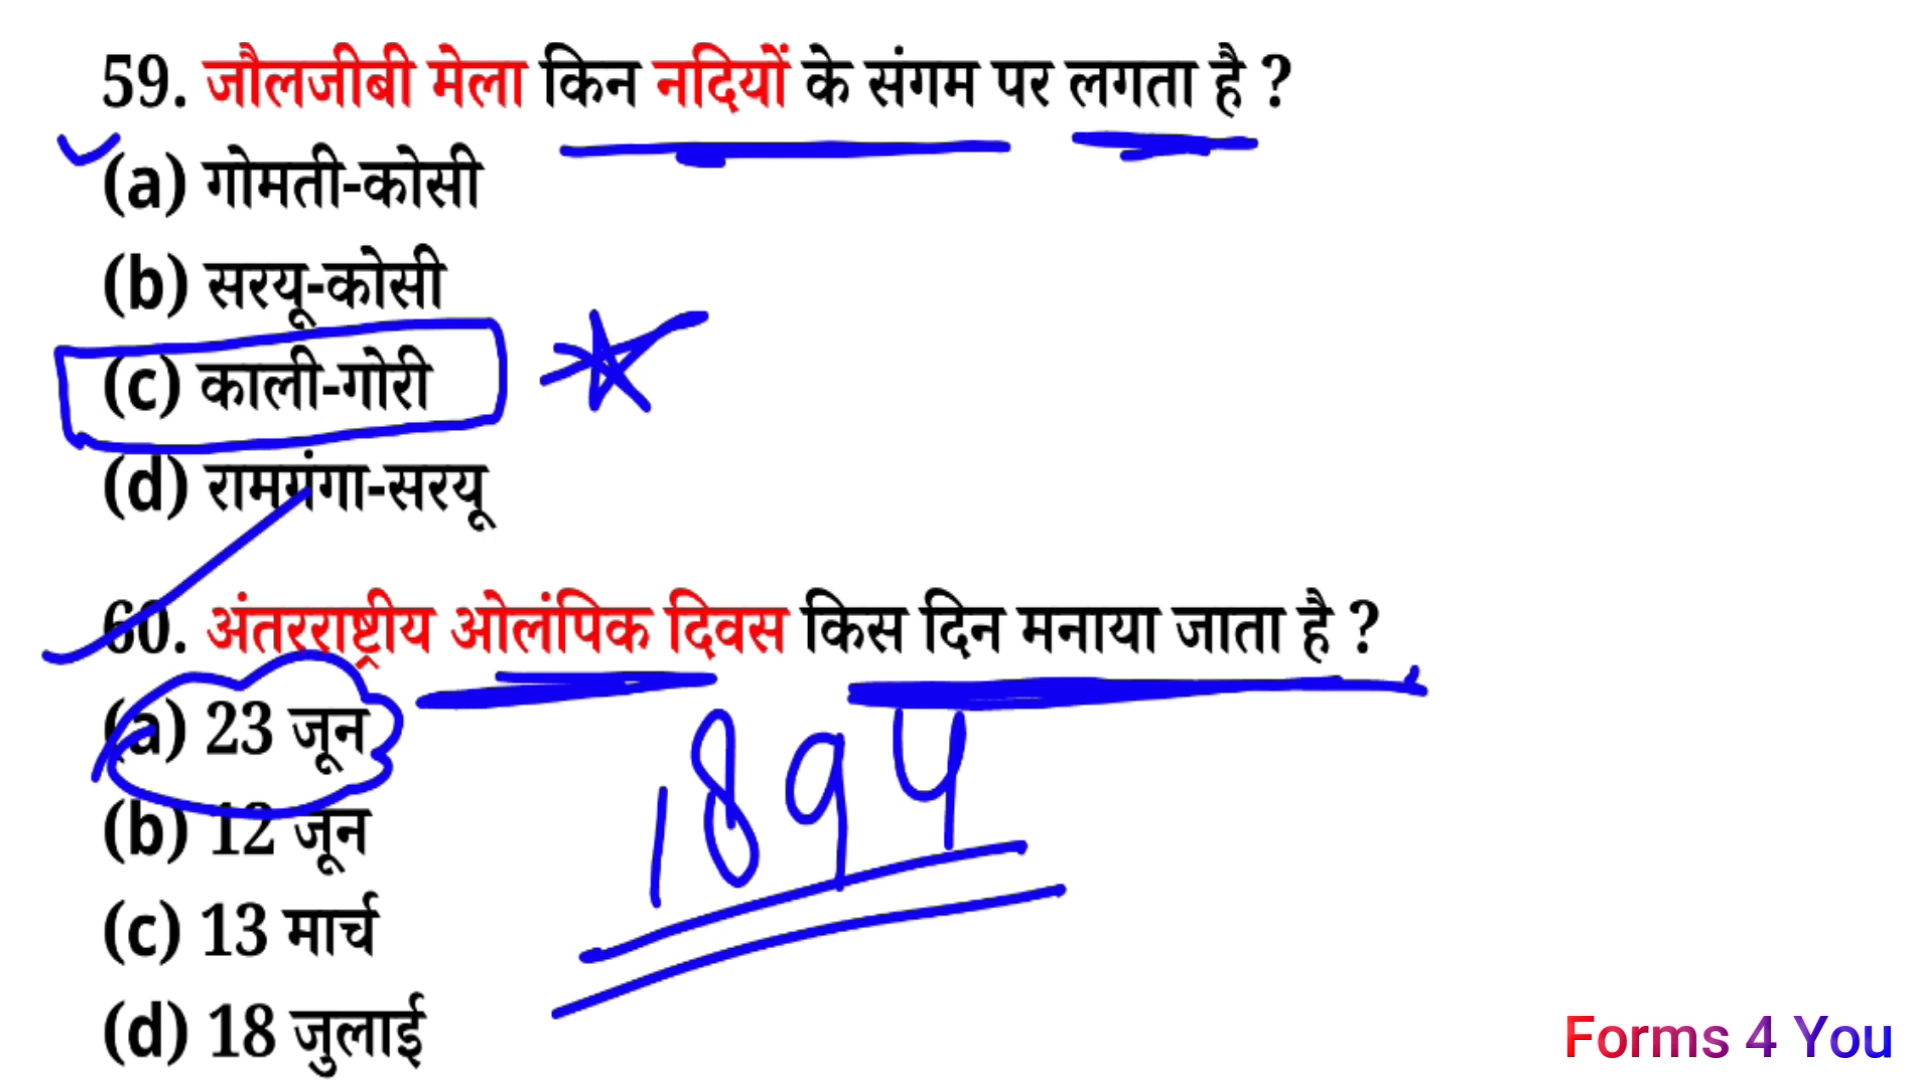 59. जौलजीबी मेला किन नदियों के संगम पर लगता है ?
(a) गोमती-कोसी
(b) सरयू-कोसी
(c) काली-गोरी
(d) रामगंगा-सरयू
60. अंतरराष्ट्रीय ओलंपिक दिवस किस दिन मनाया जाता है ?
(a) 23 जून
1894
(b) 12 जून
(c) 13 मार्च
(d) 18 जुलाई
Forms 4 You